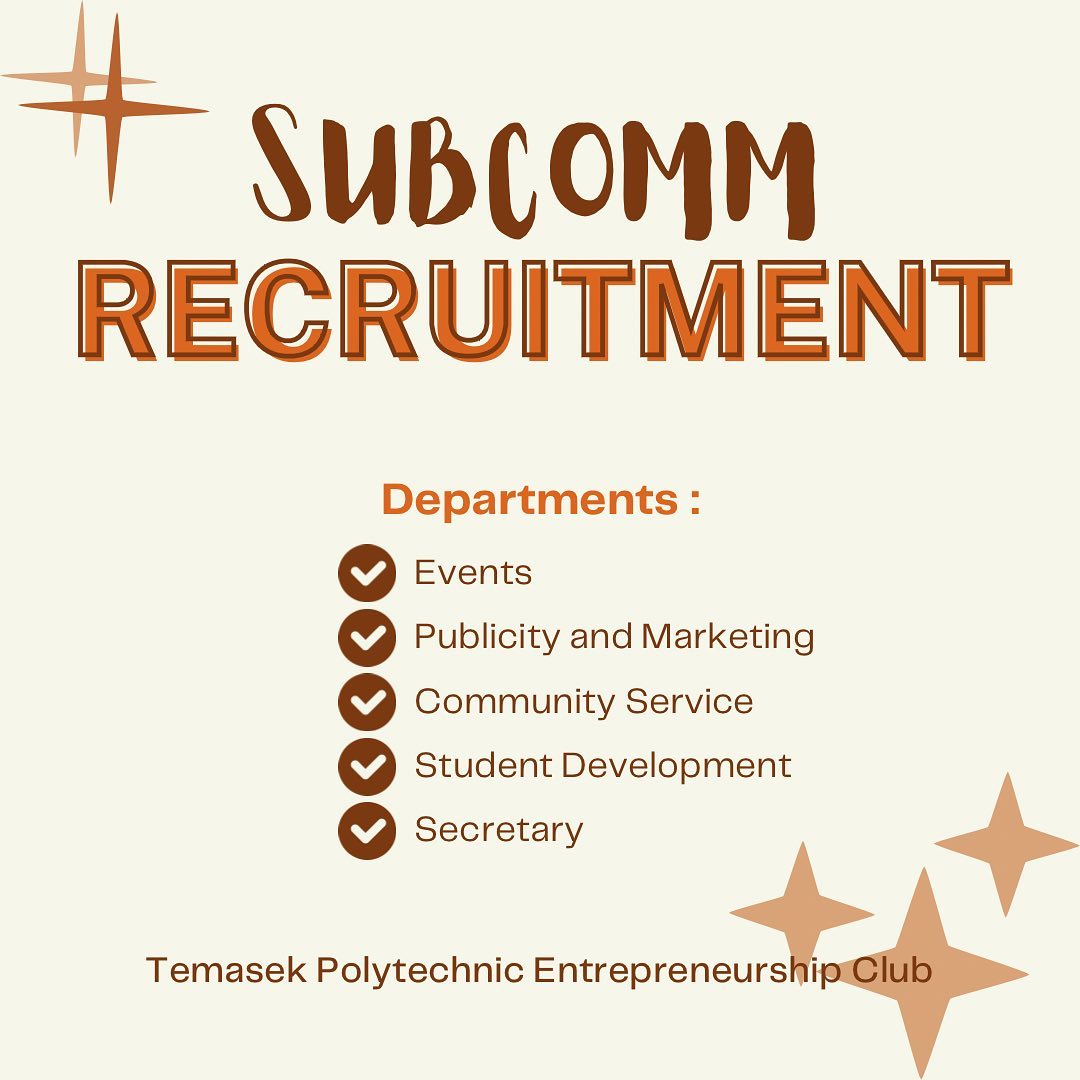 SUBCOMM
RECRUITMENT
Departments :
Events
Publicity and Marketing
Community Service
Student Development
Secretary
Temasek Polytechnic Entrepreneurship Club